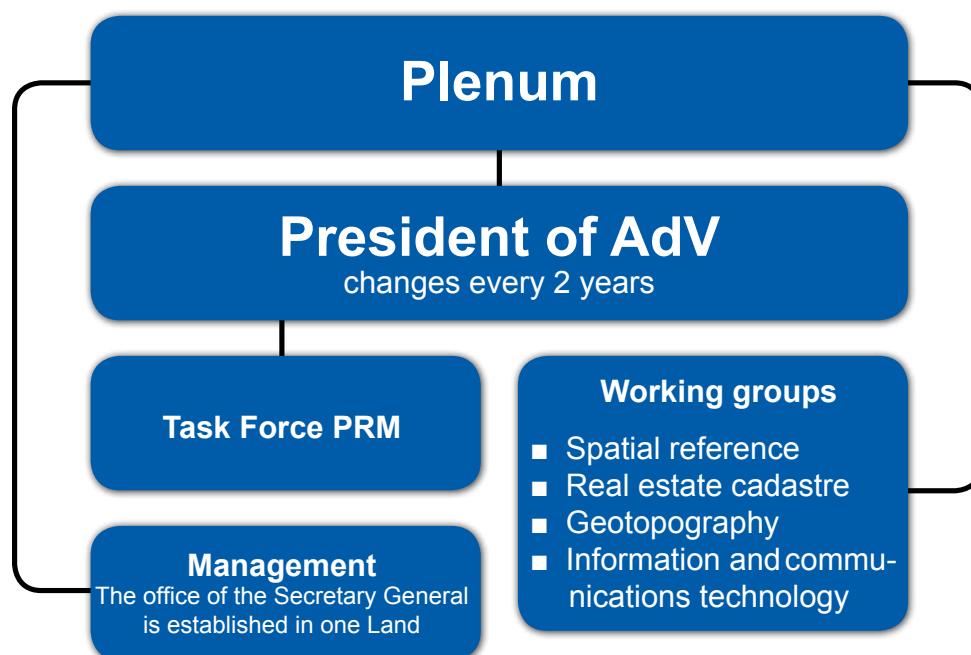 Plenum
President of AdV
changes every 2 years
Task Force PRM
Management
The office of the Secretary General
is established in one Land
Working groups
■ Spatial reference
■ Real estate cadastre
■ Geotopography
■ Information and commu-
nications technology